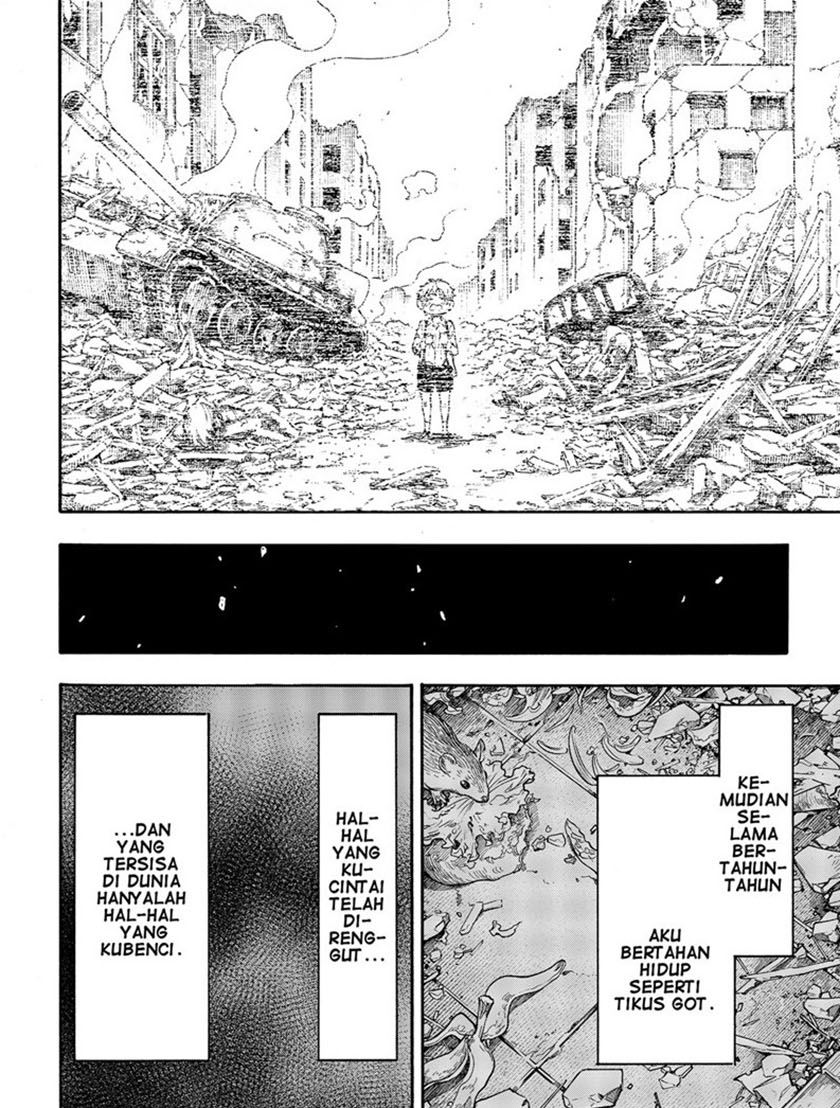 KE-
MUDIAN
SE-
LAMA
BER-
TAHUN-
TAHUN
AKU
BERTAHAN
HIDUP
SEPERTI
TIKUS GOT.
HAL-
HAL
YANG
KU-
CINTAI
TELAH
DI-
RENG-
GUT...
...DAN
YANG
TERSISA
DI DUNIA
HANYALAH
HAL-HAL
YANG
KUBENCI.